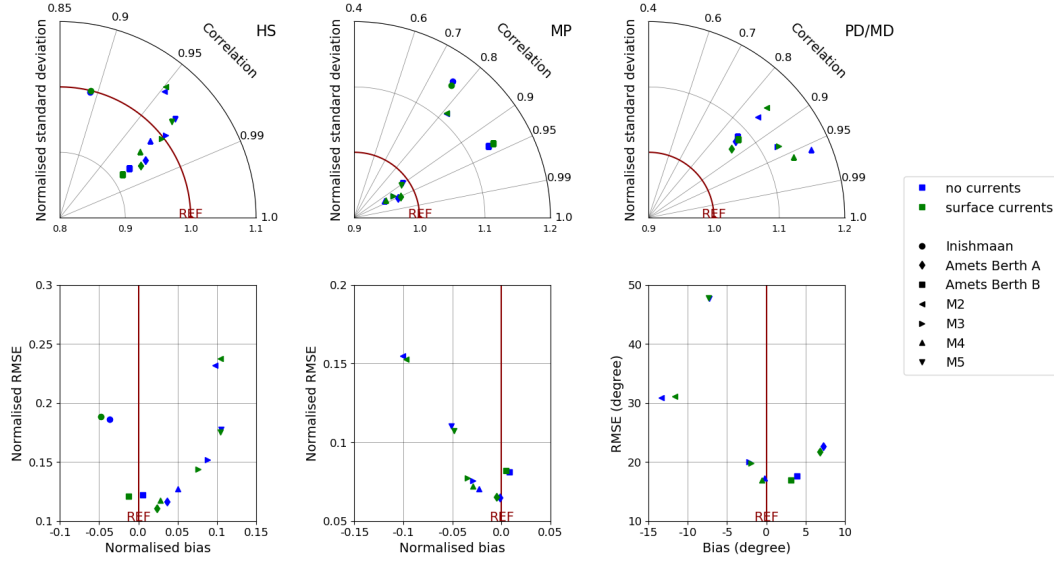 0.85
0.9
0.95
0.99
1.0
HS
Correlation
Normalised standard deviation
REF
0.8
0.9
1.0
1.1
0.4
0.6
0.7
0.8
0.9
0.95
0.99
1.0
MP
Correlation
Normalised standard deviation
REF
0.9
1.0
1.1
1.2
0.4
0.6
0.7
0.8
0.9
0.95
0.99
1.0
PD/MD
Correlation
Normalised standard deviation
REF
0.9
1.0
1.1
1.2
no currents
surface currents
Inishmaan
Amets Berth A
Amets Berth B
M2
M3
M4
M5
0.3
0.25
0.2
0.15
0.1
Normalised RMSE
REF
-0.1
-0.05
0
0.05
0.1
0.15
Normalised bias
0.2
0.15
0.1
0.05
Normalised RMSE
REF
-0.15
-0.1
-0.05
0.0
0.05
Normalised bias
50
40
30
20
10
RMSE (degree)
REF
-15
-10
-5
0
5
10
Bias (degree)